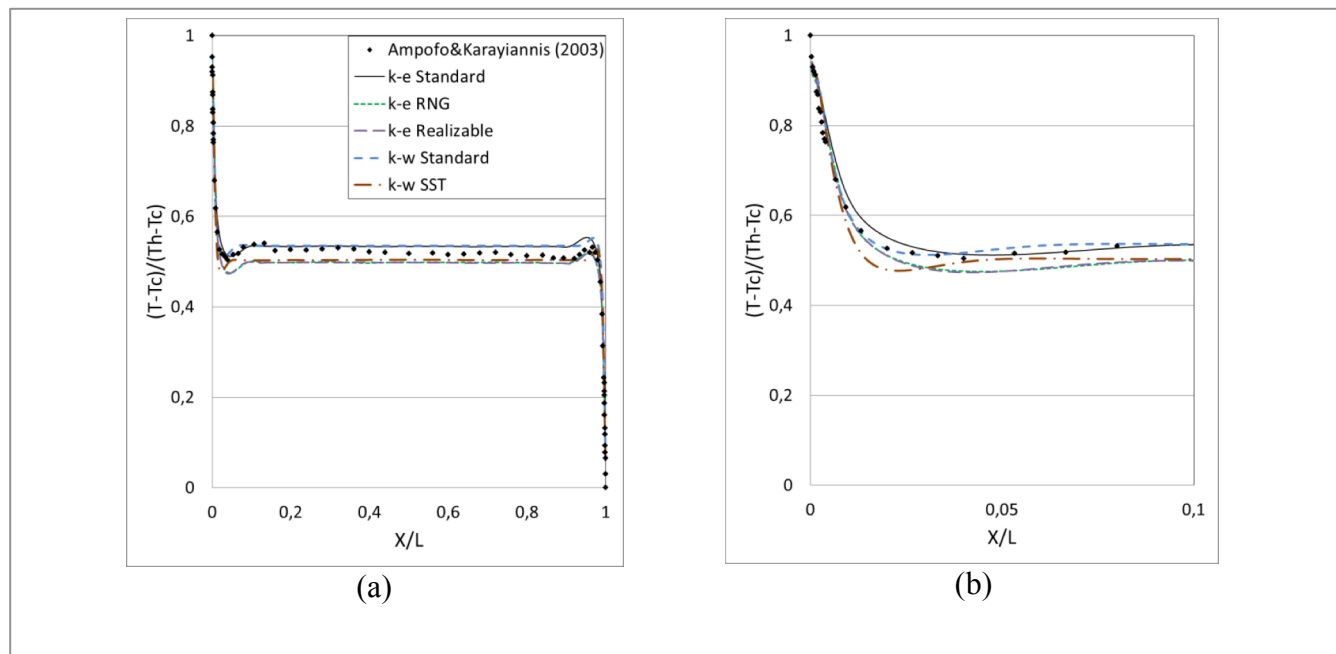 1
0,8
0,6
0,4
0,2
0
(T-Tc)/(Th-Tc)
Ampofo&Karayiannis (2003)
k-e Standard
k-e RNG
k-e Realizable
k-w Standard
k-w SST
0 0,2 0,4 0,6 0,8 1
X/L
(a)
1
0,8
0,6
0,4
0,2
0
(T-Tc)/(Th-Tc)
0 0,05 0,1
X/L
(b)